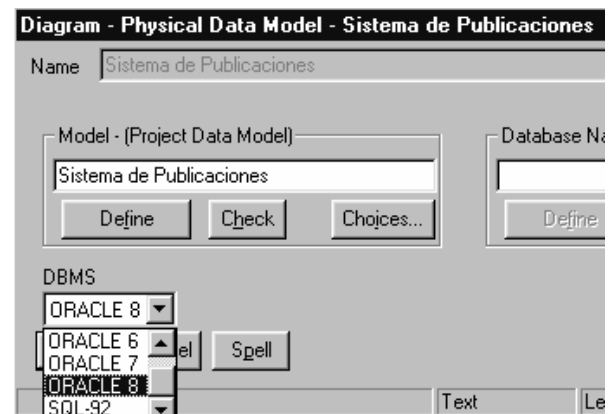 Diagram - Physical Data Model - Sistema de Publicaciones
Name Sistema de Publicaciones
Model - (Project Data Model)
Database Na
Sistema de Publicaciones
Define Check Choices...
Define
DBMS
ORACLE 8
ORACLE 6
el Spell
ORACLE 7
ORACLE 8
SQL-92
Text Le